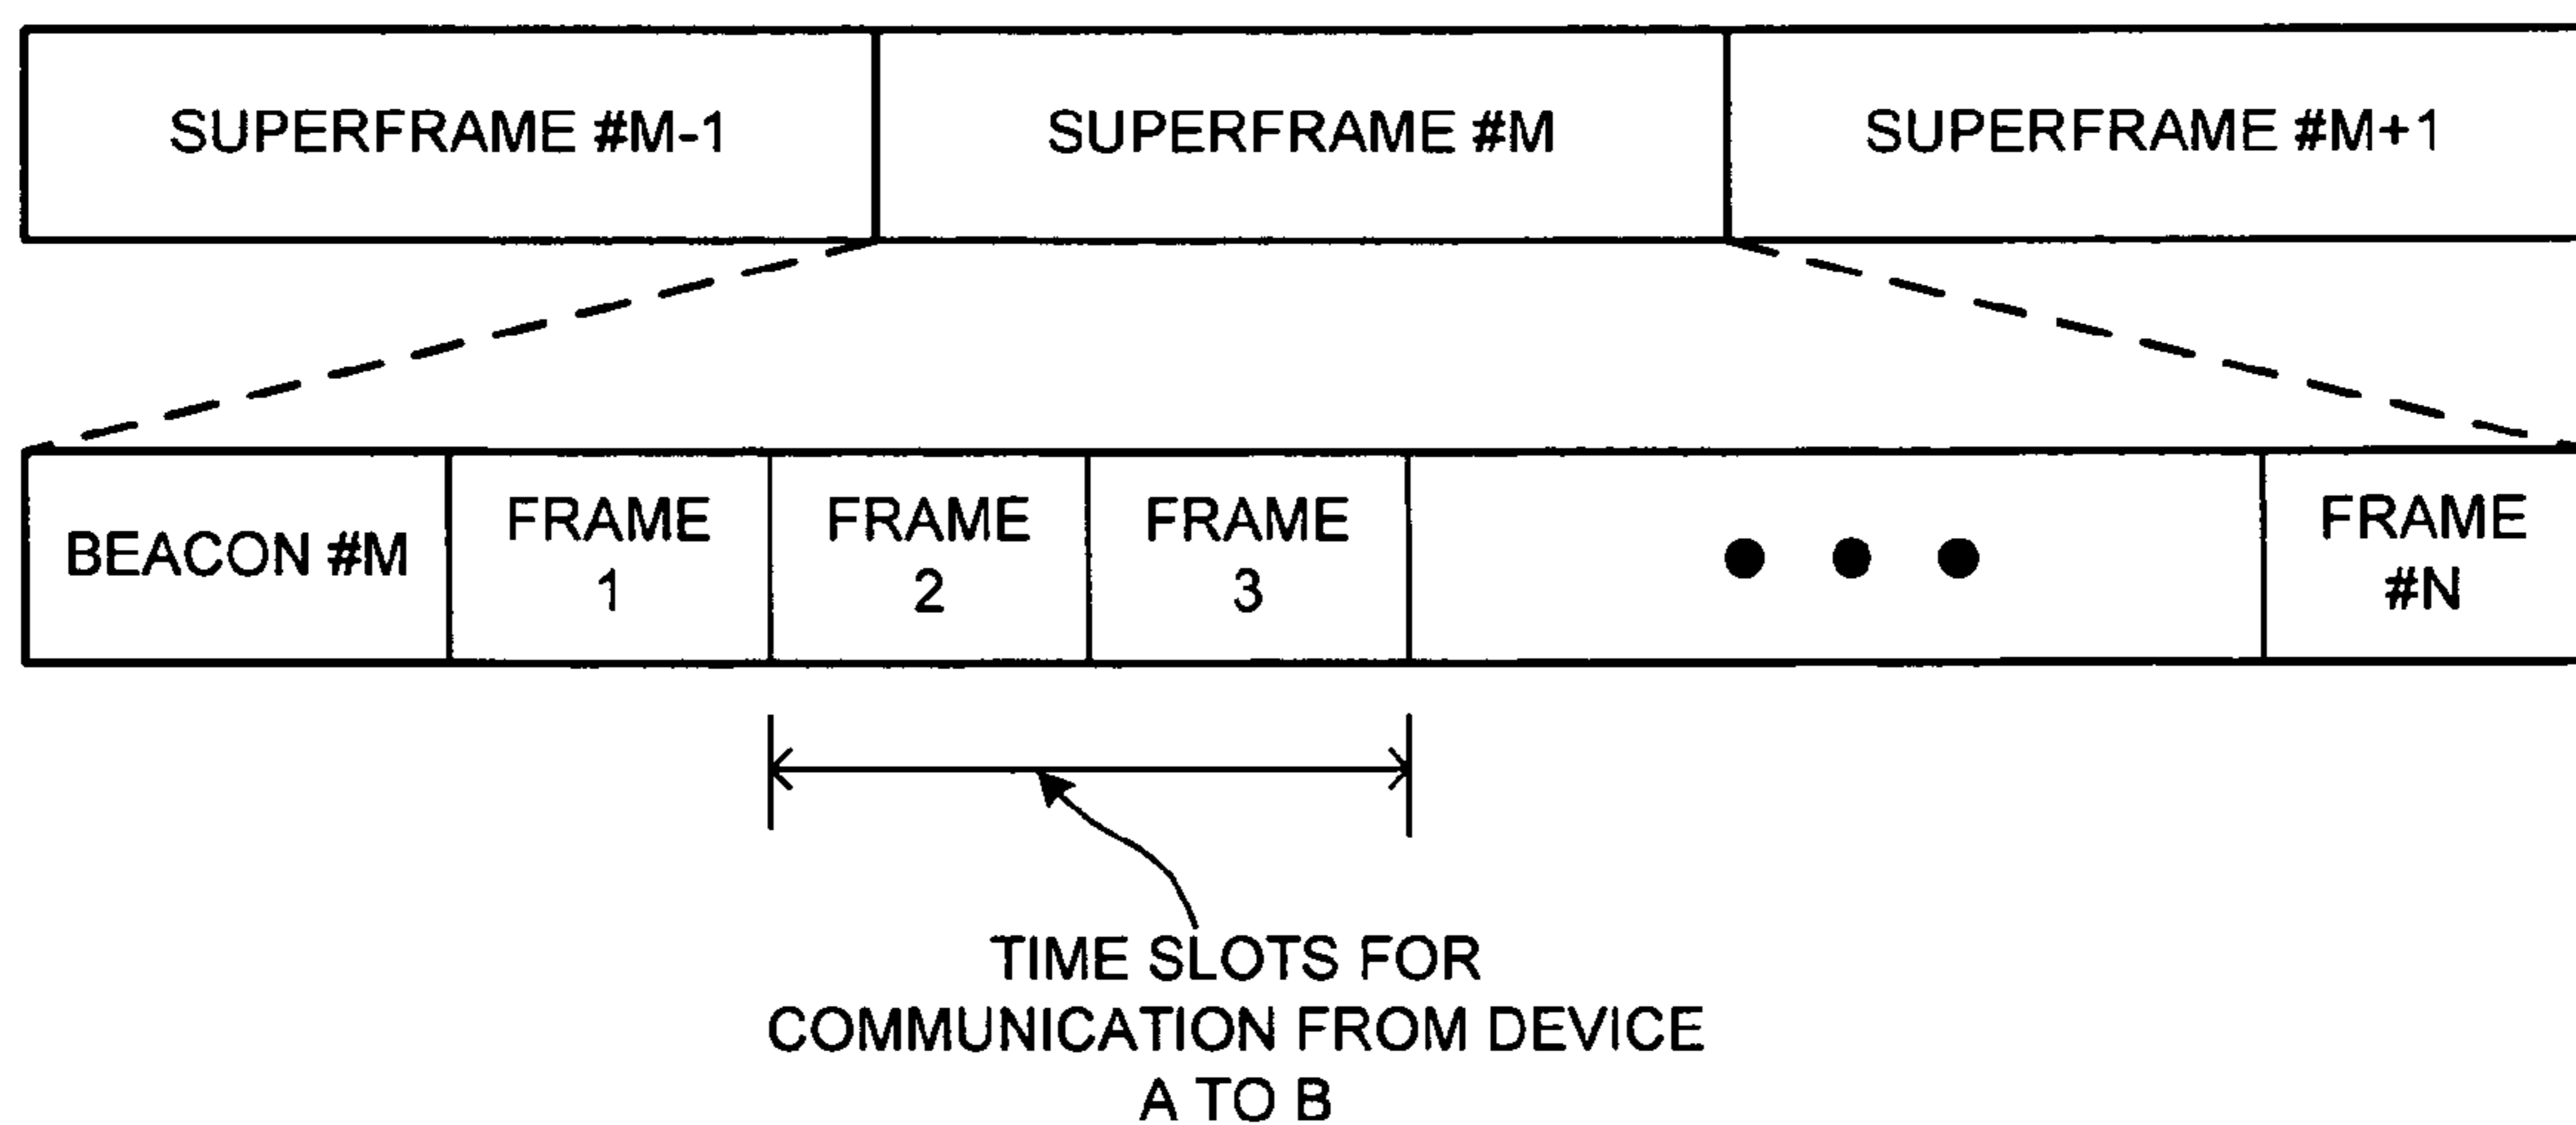 SUPERFRAME #M-1
SUPERFRAME #M
SUPERFRAME #M+1
BEACON #M
FRAME
1
FRAME
2
FRAME
3
FRAME
#N
TIME SLOTS FOR
COMMUNICATION FROM DEVICE
A TO B